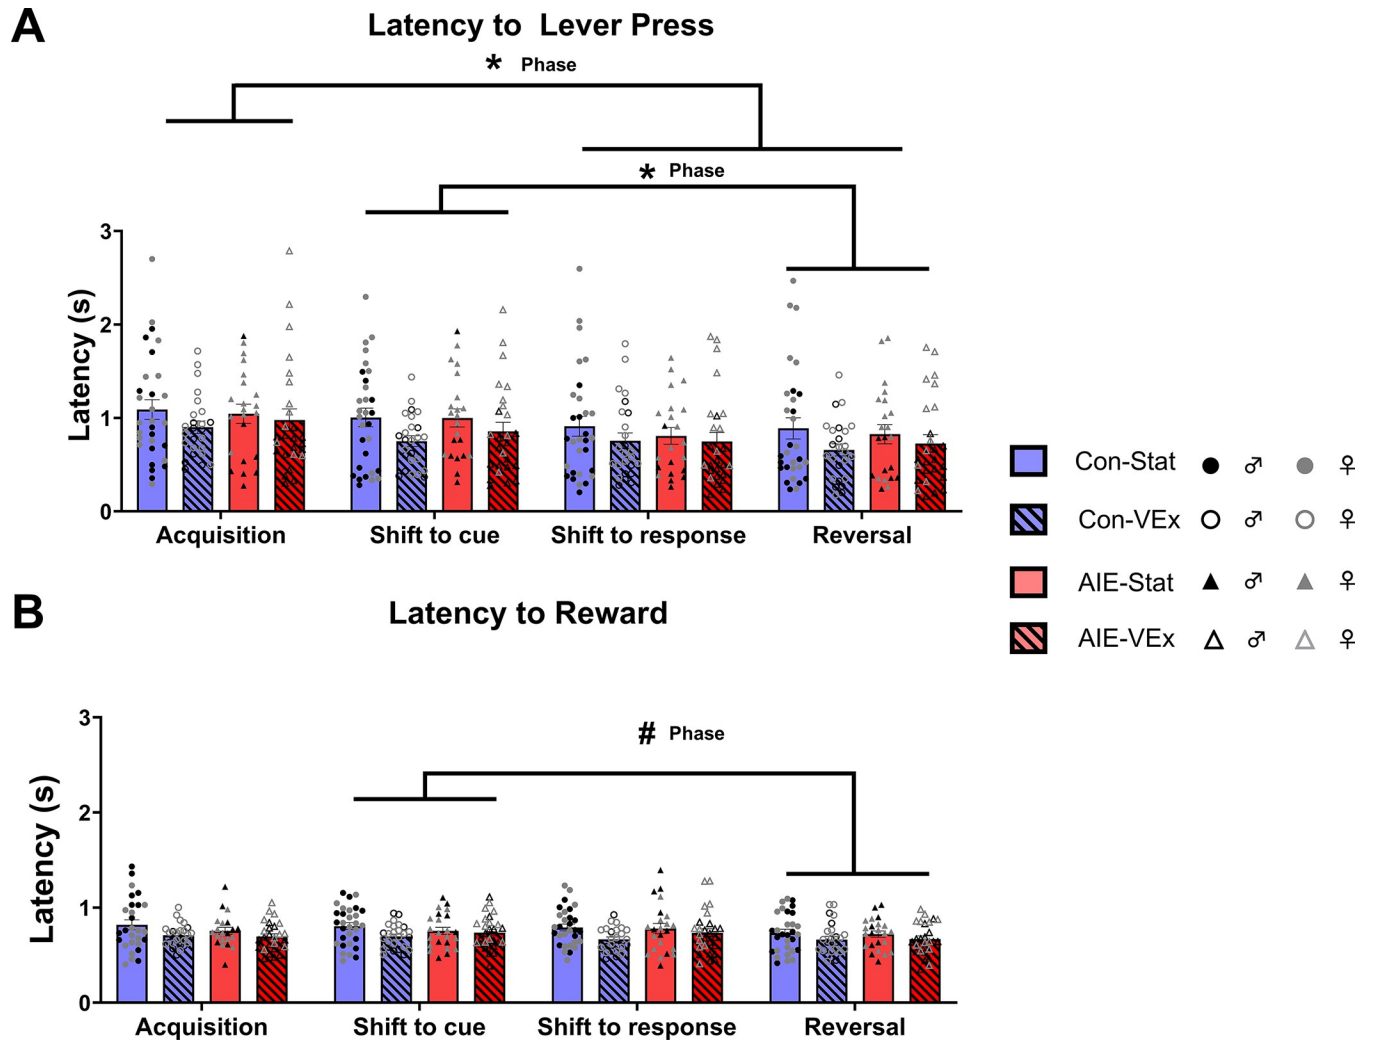 A
Latency to Lever Press
* Phase
* Phase
Latency (s)
3
2
1
0
Acquisition
Shift to cue
Shift to response
Reversal
Con-Stat ♂ ♀
Con-VEx ♂ ♀
AIE-Stat ♂ ♀
AIE-VEx ♂ ♀
B
Latency to Reward
# Phase
Latency (s)
3
2
1
0
Acquisition
Shift to cue
Shift to response
Reversal